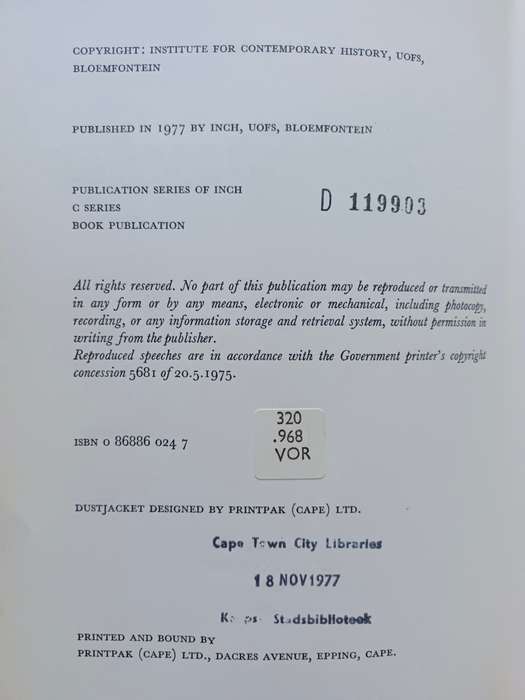 COPYRIGHT: INSTITUTE FOR CONTEMPORARY HISTORY, UOFS,
BLOEMFONTEIN
PUBLISHED IN 1977 BY INCH, UOFS, BLOEMFONTEIN
PUBLICATION SERIES OF INCH
C SERIES
BOOK PUBLICATION
D 119903
All rights reserved. No part of this publication may be reproduced or transmitted
in any form or by any means, electronic or mechanical, including photocopy,
recording, or any information storage and retrieval system, without permission in
writing from the publisher.
Reproduced speeches are in accordance with the Government printer's copyright
concession 5681 of 20.5.1975.
ISBN 0 86886 024 7
320
.968
VOR
DUSTJACKET DESIGNED BY PRINTPAK (CAPE) LTD.
Cape Town City Libraries
18 NOV 1977
Stadsbiblioteek
PRINTED AND BOUND BY
PRINTPAK (CAPE) LTD., DACRES AVENUE, EPPING, CAPE.